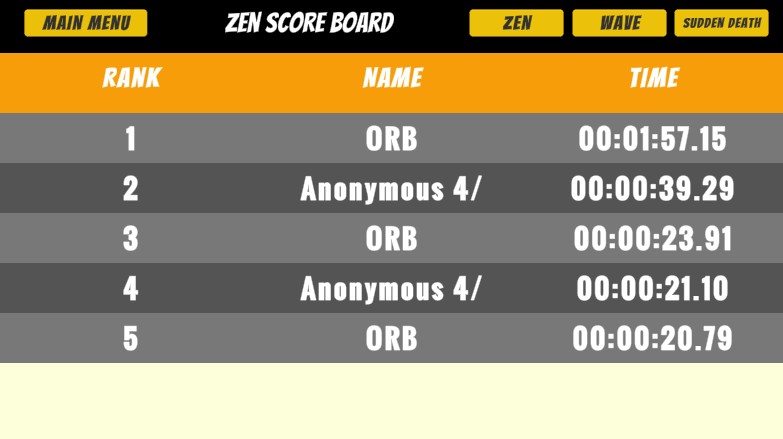 MAIN MENU ZEN SCORE BOARD ZEN WAVE SUDDEN DEATH
RANK NAME TIME
1 ORB 00:01:57.15
2 Anonymous 4/ 00:00:39.29
3 ORB 00:00:23.91
4 Anonymous 4/ 00:00:21.10
5 ORB 00:00:20.79